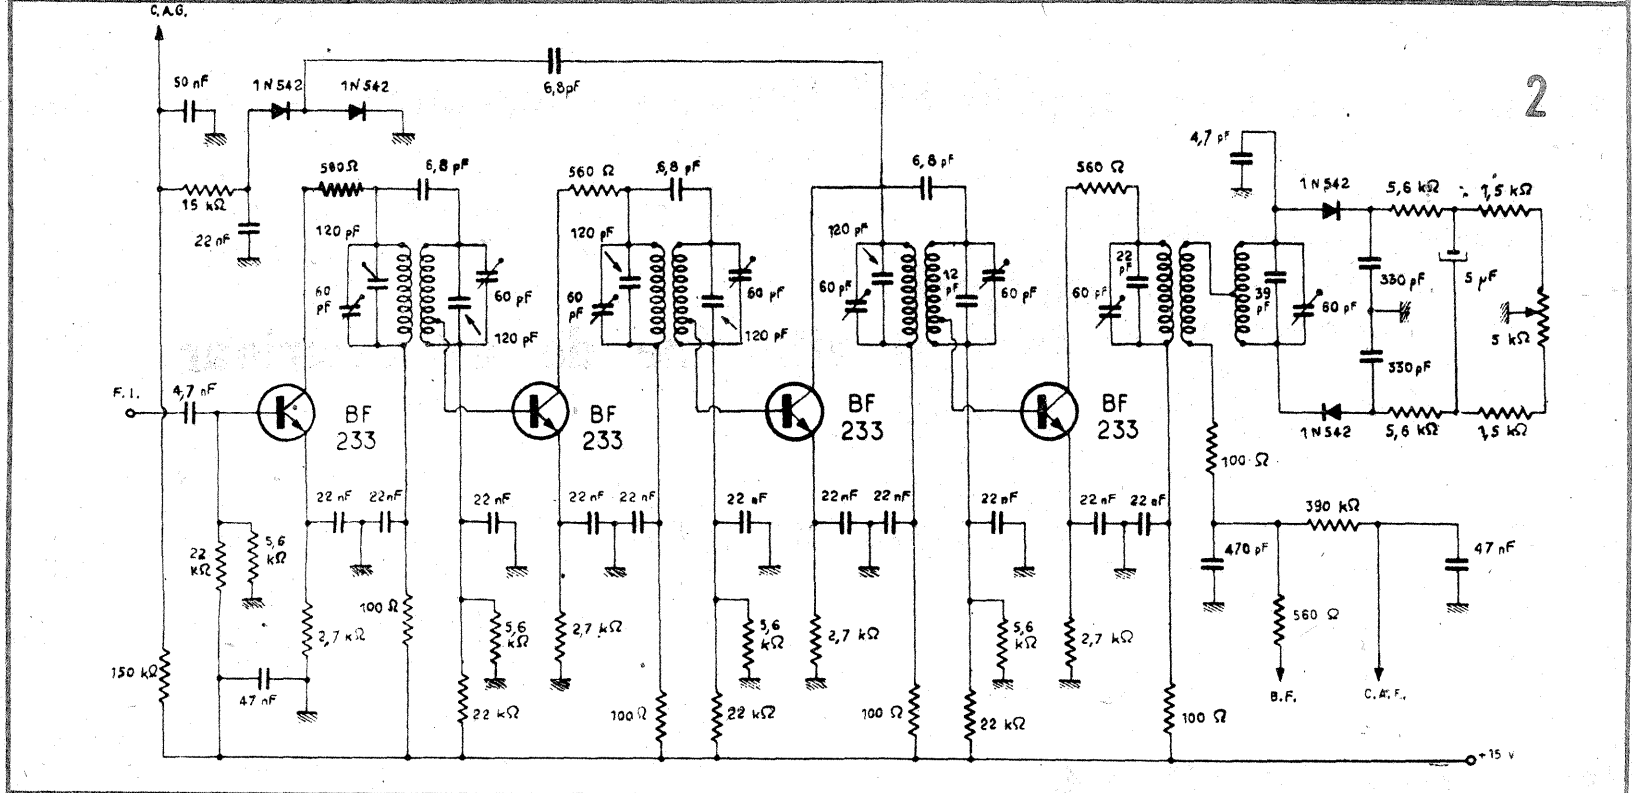 C.A.G.
2
50 nF
1N542
1N542
6,8pF
15 kΩ
22 nF
560Ω
6,8 pF
120 pF
60 pF
60 pF
120 pF
560 Ω
6,8 pF
120 pF
60 pF
60 pF
120 pF
6,8 pF
120 pF
60 pF
12 pF
60 pF
560 Ω
22 pF
60 pF
4,7 pF
39 pF
60 pF
1N542
5,6 kΩ
1,5 kΩ
330 pF
5 µF
5 kΩ
330 pF
1N542
5,6 kΩ
1,5 kΩ
F.I.
4,7 nF
BF 233
BF 233
BF 233
BF 233
22 kΩ
5,6 kΩ
22 nF
22 nF
22 nF
22 nF
22 nF
22 nF
22 nF
22 nF
22 nF
22 nF
22 nF
100 Ω
390 kΩ
470 pF
47 nF
560 Ω
B.F.
C.A.F.
150 kΩ
47 nF
2,7 kΩ
100 Ω
5,6 kΩ
22 kΩ
2,7 kΩ
100 Ω
5,6 kΩ
22 kΩ
2,7 kΩ
100 Ω
5,6 kΩ
22 kΩ
2,7 kΩ
100 Ω
+15 V